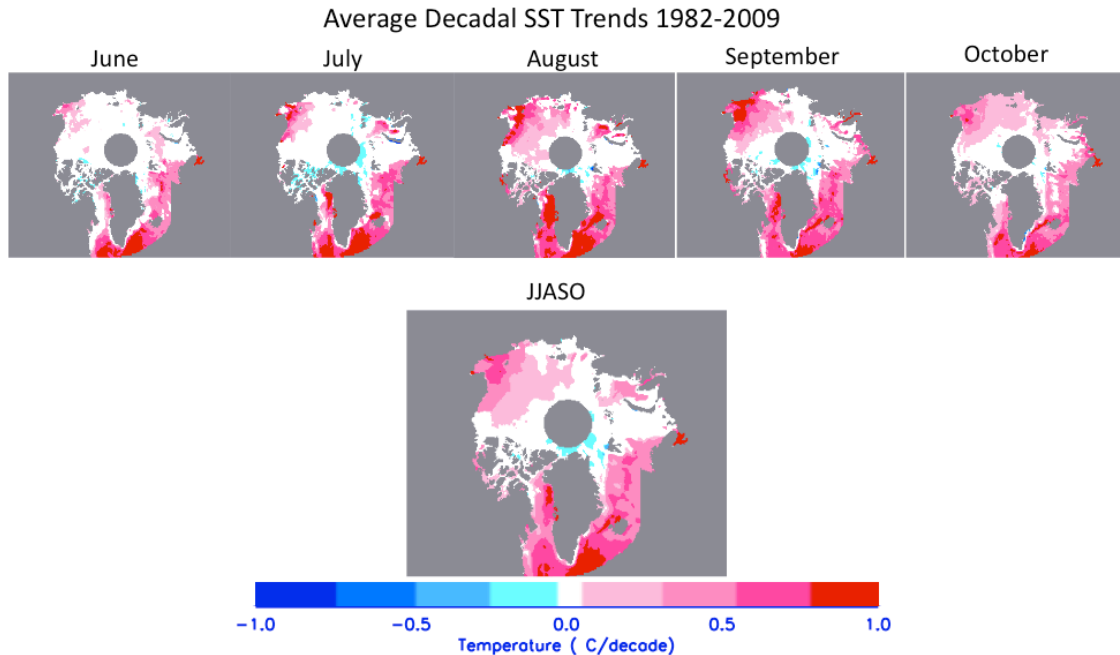 Average Decadal SST Trends 1982-2009
June July August September October
JJASO
-1.0 -0.5 0.0 0.5 1.0
Temperature ( C/decade)